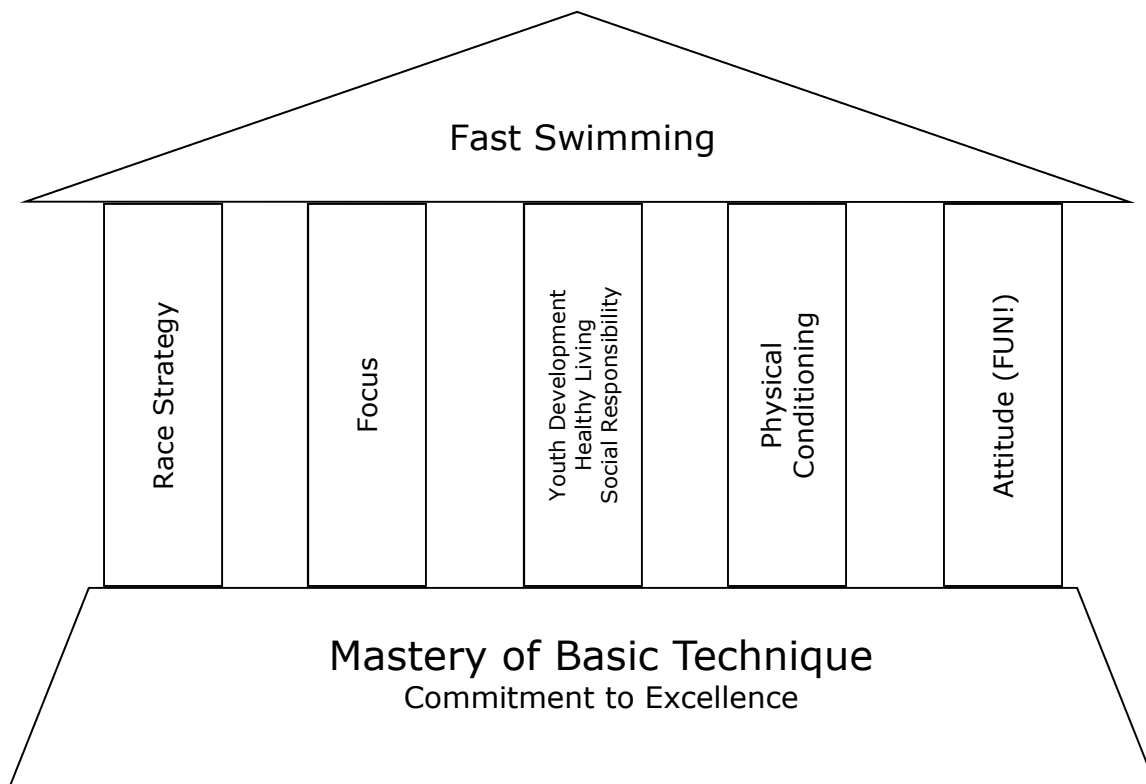 Fast Swimming
Race Strategy
Focus
Youth Development
Healthy Living
Social Responsibility
Physical
Conditioning
Attitude (FUN!)
Mastery of Basic Technique
Commitment to Excellence